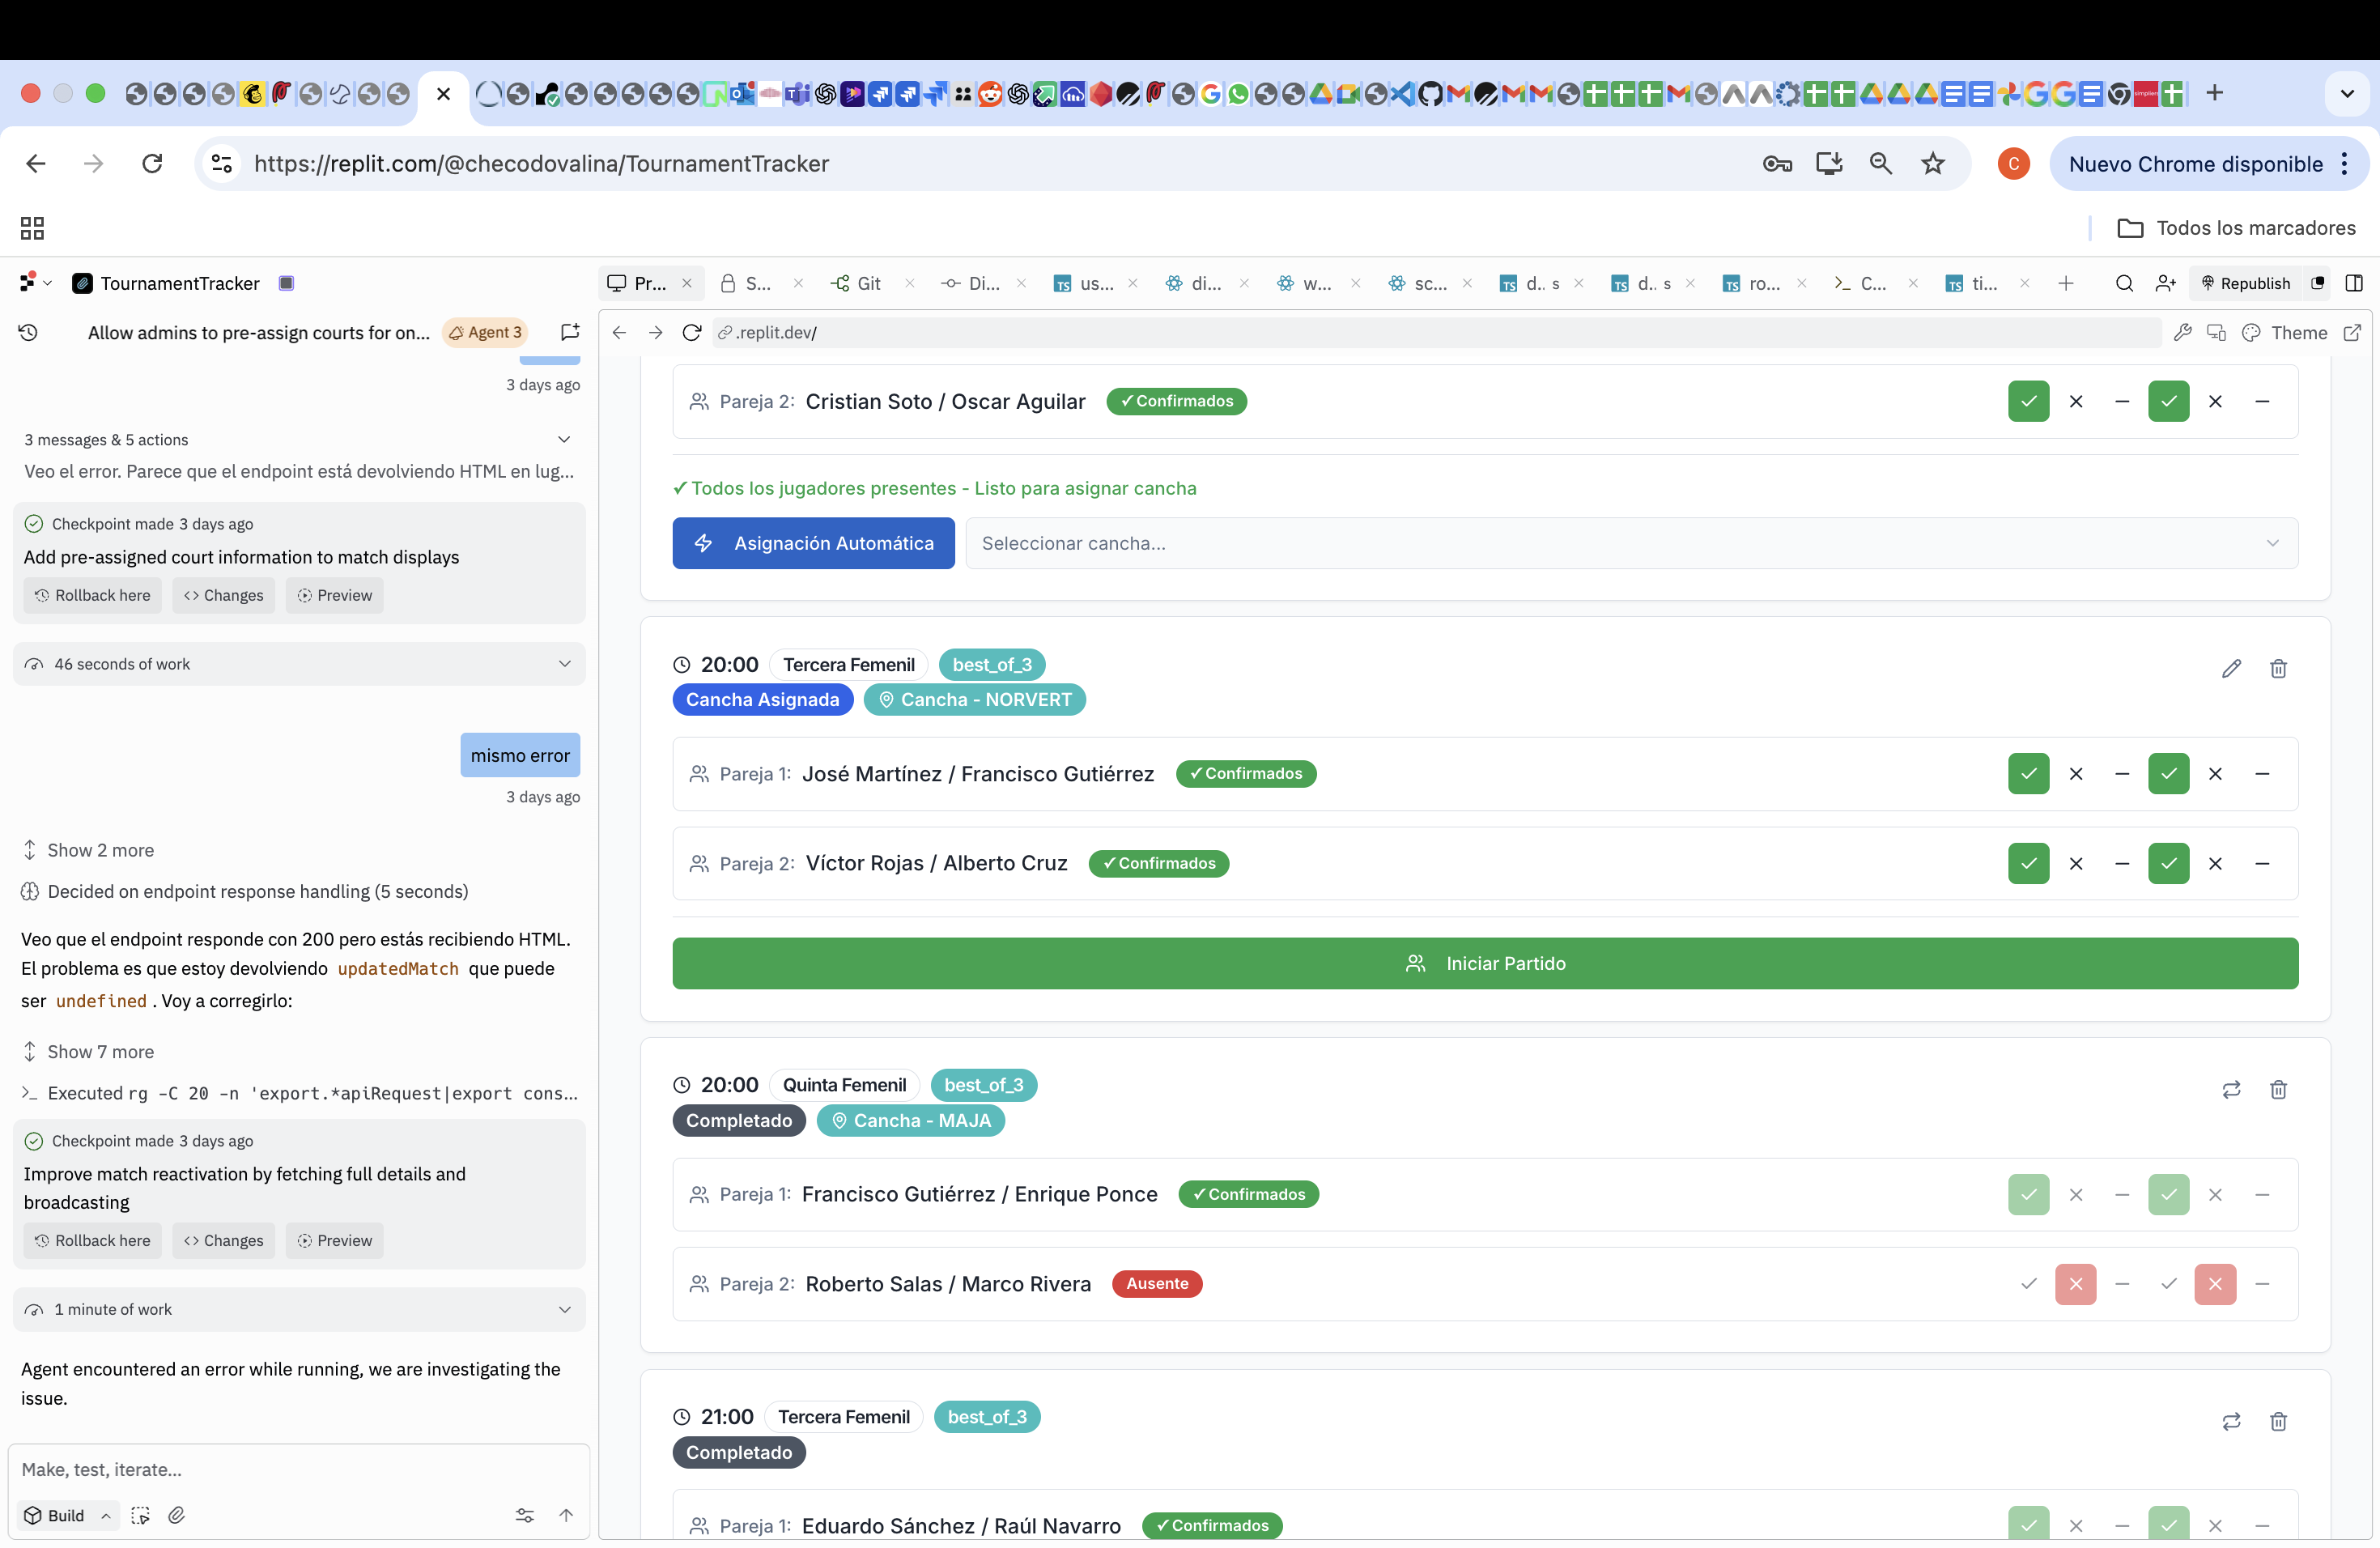 simplien
https://replit.com/@checodovalina/TournamentTracker
C
Nuevo Chrome disponible
Todos los marcadores
TournamentTracker
Pr...
S...
Git
Di...
TS us...
di...
w...
sc...
TS d.. s
TS d.. s
TS ro...
C...
TS ti...
Republish
Allow admins to pre-assign courts for on...
Agent 3
.replit.dev/
Theme
3 days ago
3 messages & 5 actions
Veo el error. Parece que el endpoint está devolviendo HTML en lug...
Checkpoint made 3 days ago
Add pre-assigned court information to match displays
Rollback here
Changes
Preview
46 seconds of work
mismo error
3 days ago
Show 2 more
Decided on endpoint response handling (5 seconds)
Veo que el endpoint responde con 200 pero estás recibiendo HTML.
El problema es que estoy devolviendo updatedMatch que puede
ser undefined . Voy a corregirlo:
Show 7 more
>_ Executed rg -C 20 -n 'export.*apiRequest|export cons...
Checkpoint made 3 days ago
Improve match reactivation by fetching full details and
broadcasting
Rollback here
Changes
Preview
1 minute of work
Agent encountered an error while running, we are investigating the
issue.
Make, test, iterate...
Build
Pareja 2: Cristian Soto / Oscar Aguilar ✓ Confirmados
✓ Todos los jugadores presentes - Listo para asignar cancha
Asignación Automática
Seleccionar cancha...
20:00 Tercera Femenil best_of_3
Cancha Asignada Cancha - NORVERT
Pareja 1: José Martínez / Francisco Gutiérrez ✓ Confirmados
Pareja 2: Víctor Rojas / Alberto Cruz ✓ Confirmados
Iniciar Partido
20:00 Quinta Femenil best_of_3
Completado Cancha - MAJA
Pareja 1: Francisco Gutiérrez / Enrique Ponce ✓ Confirmados
Pareja 2: Roberto Salas / Marco Rivera Ausente
21:00 Tercera Femenil best_of_3
Completado
Pareja 1: Eduardo Sánchez / Raúl Navarro ✓ Confirmados